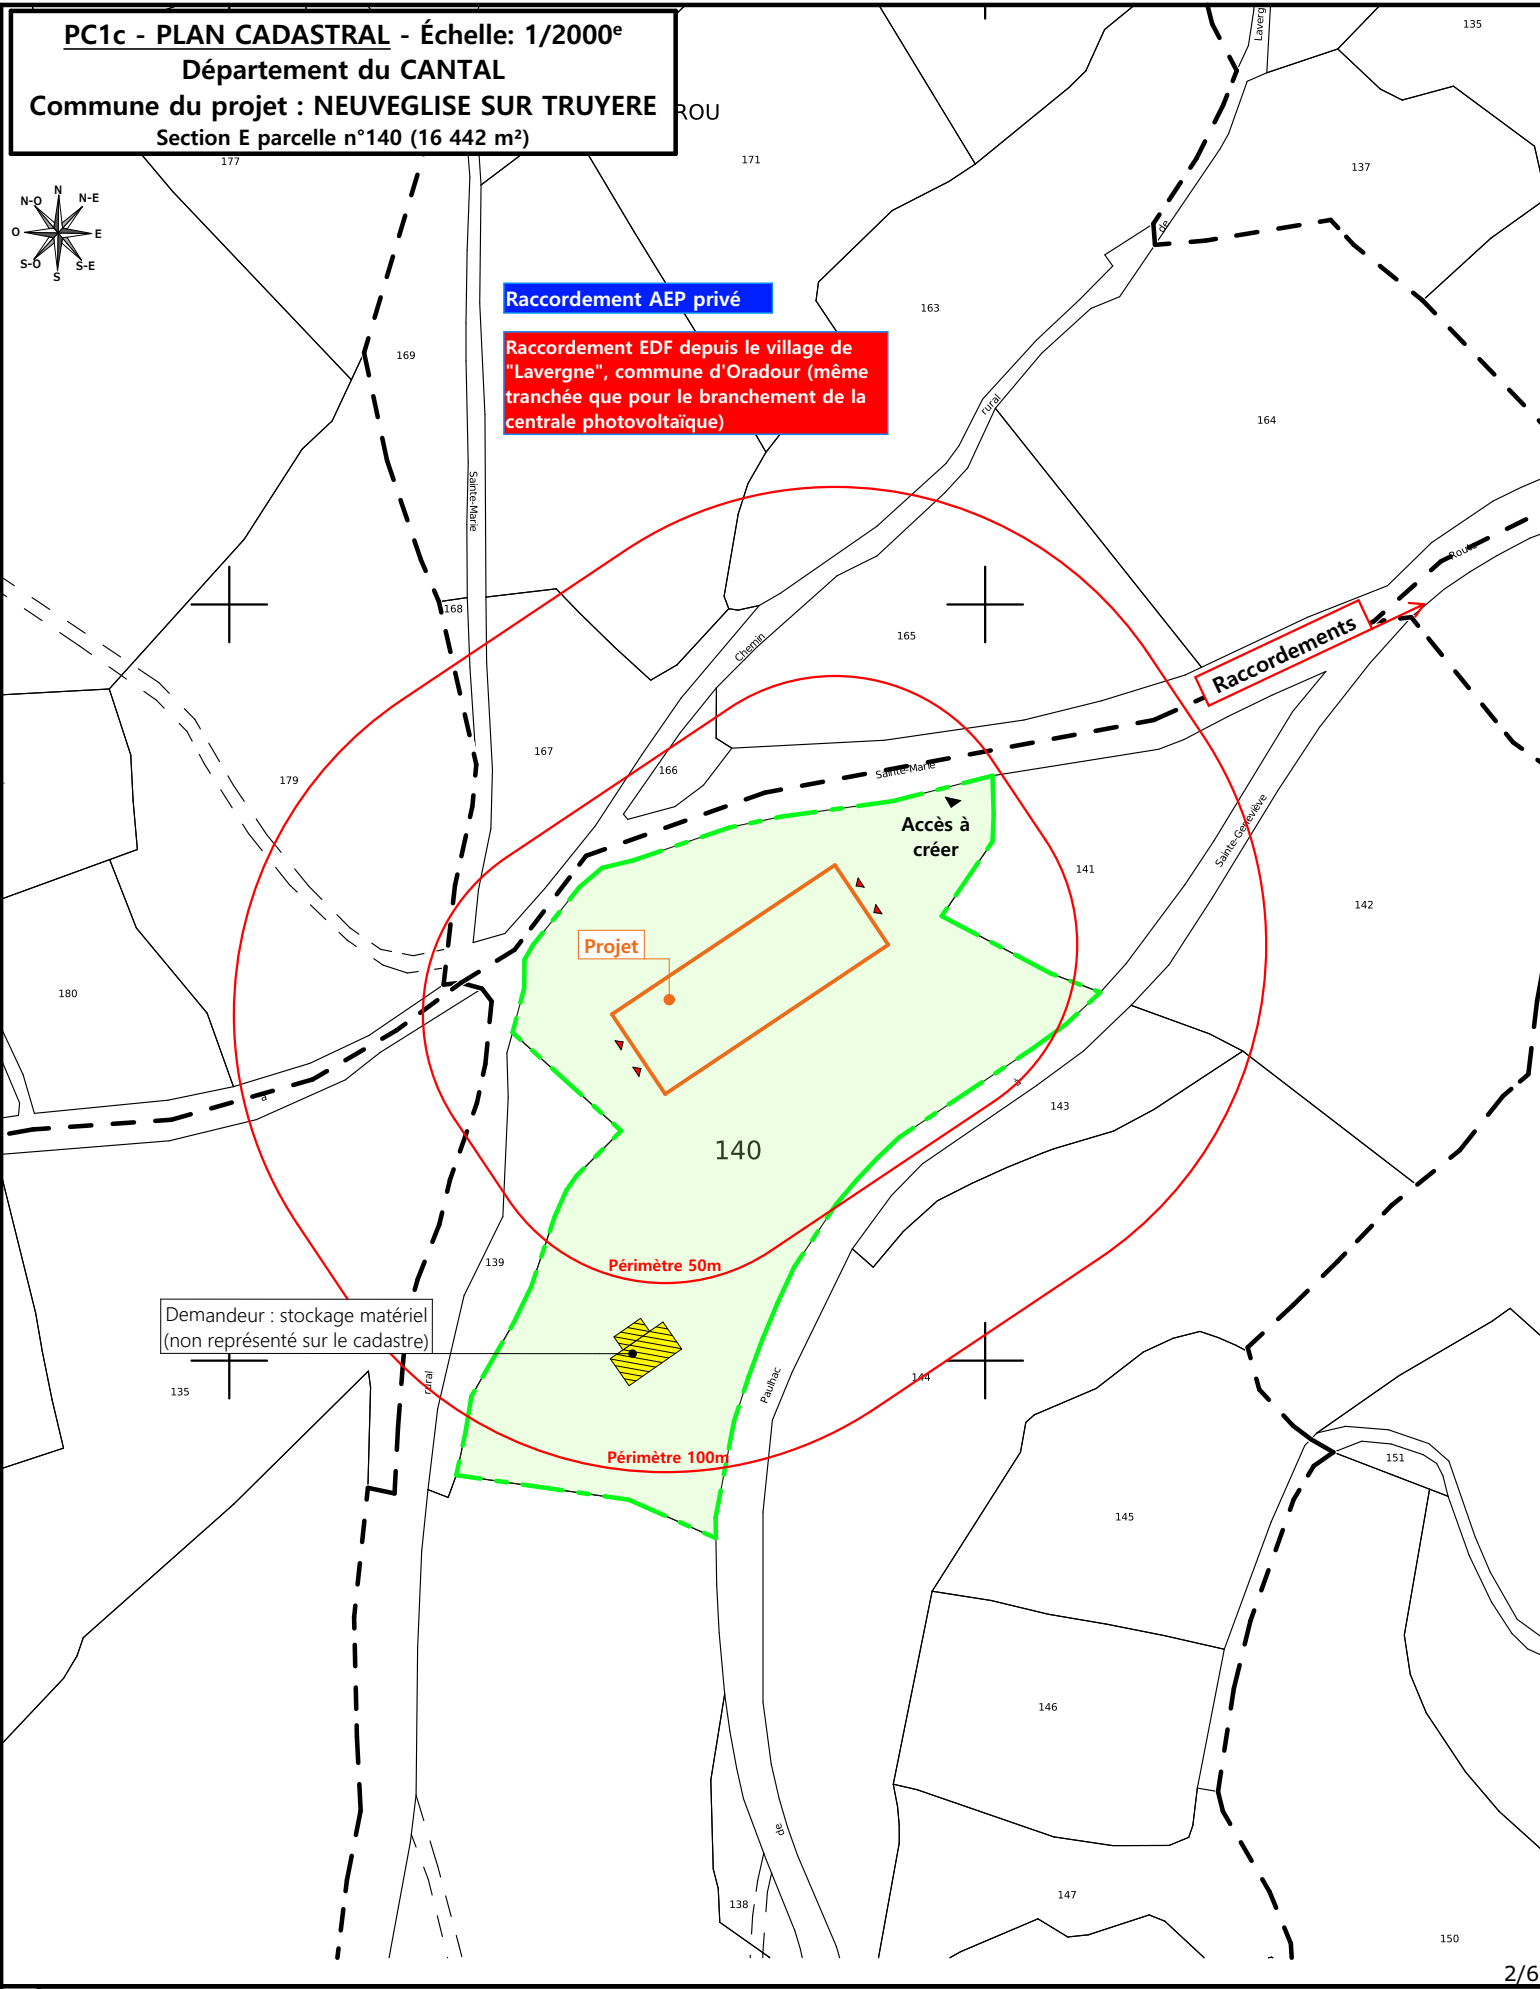 PC1c - PLAN CADASTRAL - Échelle: 1/2000e
Département du CANTAL
Commune du projet : NEUVEGLISE SUR TRUYERE
Section E parcelle n°140 (16 442 m²)
ROU
Laverg
135
177
171
137
N
N-O
N-E
O
E
S-O
S-E
S
de
Raccordement AEP privé
163
Raccordement EDF depuis le village de
"Lavergne", commune d'Oradour (même
tranchée que pour le branchement de la
centrale photovoltaïque)
169
rural
164
Sainte-Marie
Route
168
165
Chemin
Raccordements
167
166
179
Sainte-Marie
Accès à
créer
Sainte-Geneviève
141
142
Projet
180
à
à
143
140
139
Périmètre 50m
Demandeur : stockage matériel
(non représenté sur le cadastre)
135
rural
Paulhac
144
Périmètre 100m
151
145
146
de
138
147
150
2/6